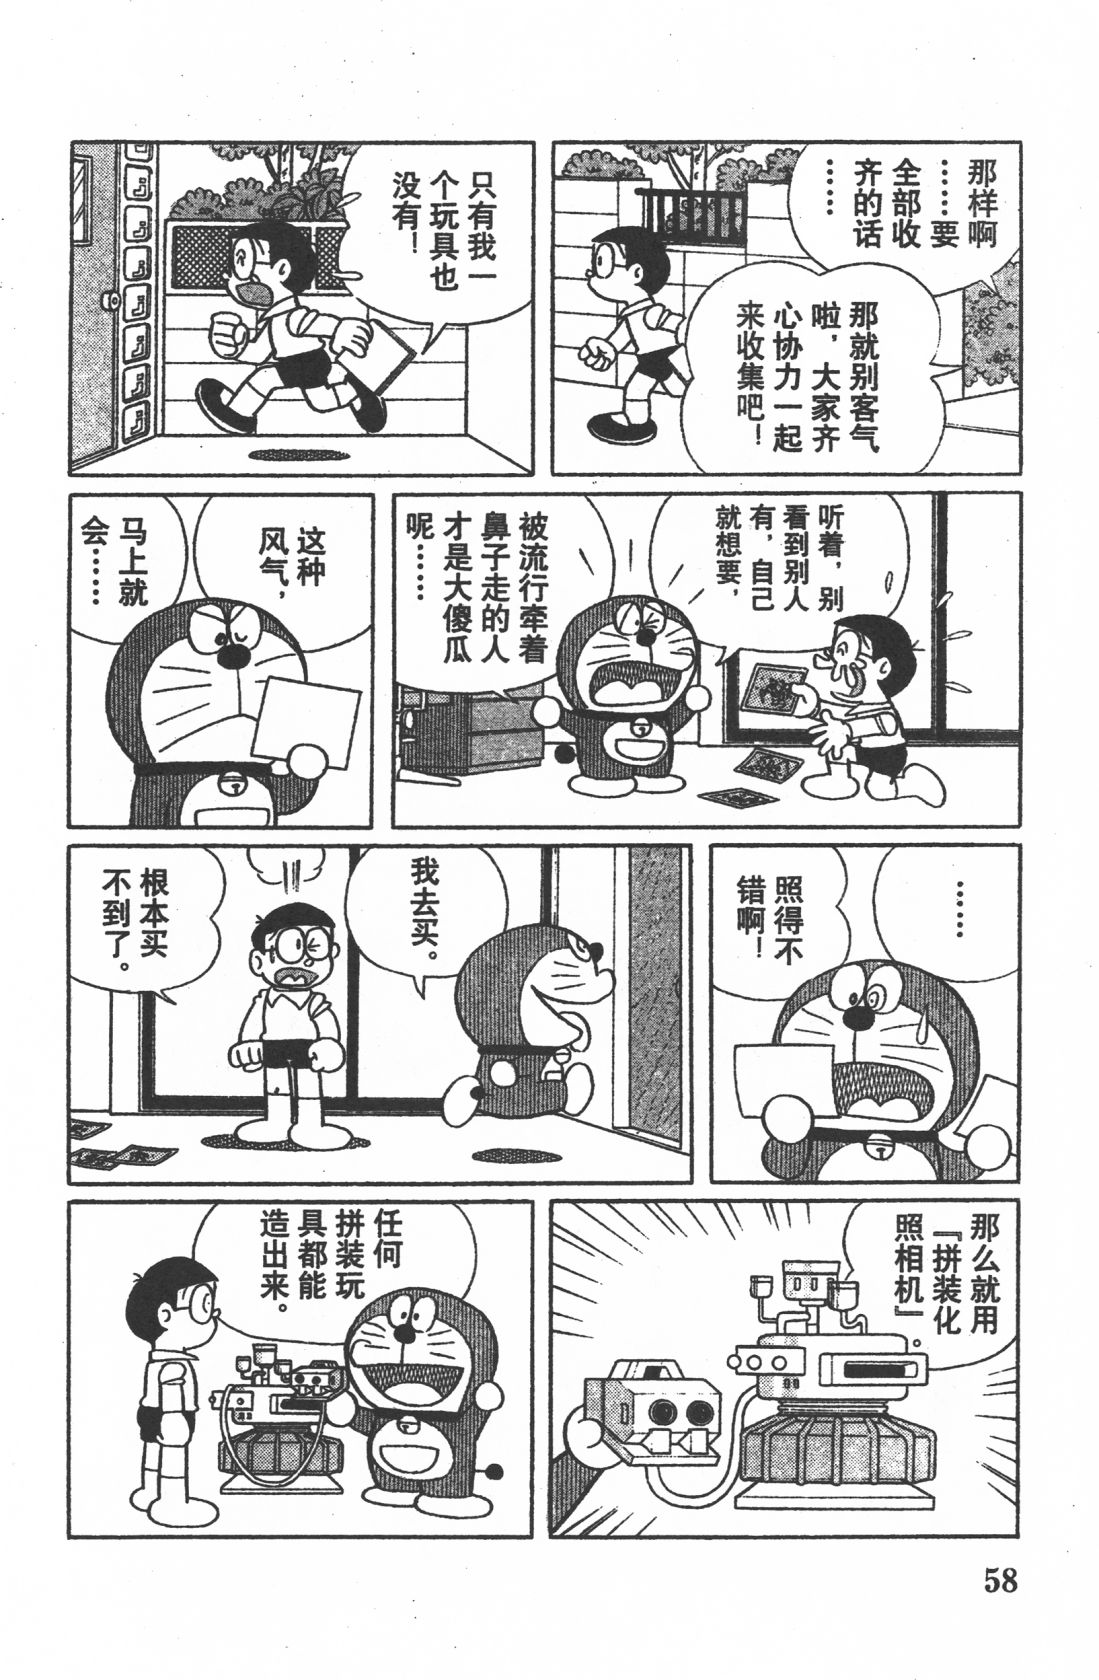 那样啊
……要
全部收
齐的话
……
那就别客气
啦，大家齐
心协力一起
来收集吧！
只有我一
个玩具也
没有！
听着，别
看到别人
有，自己
就想要，
被流行牵着
鼻子走的人
才是大傻瓜
呢……
这种
风气，
马上就
会……
……
照得不
错啊！
我去买。
根本买
不到了。
那么就用
『拼装化
照相机』。
任何
拼装玩
具都能
造出来。
58